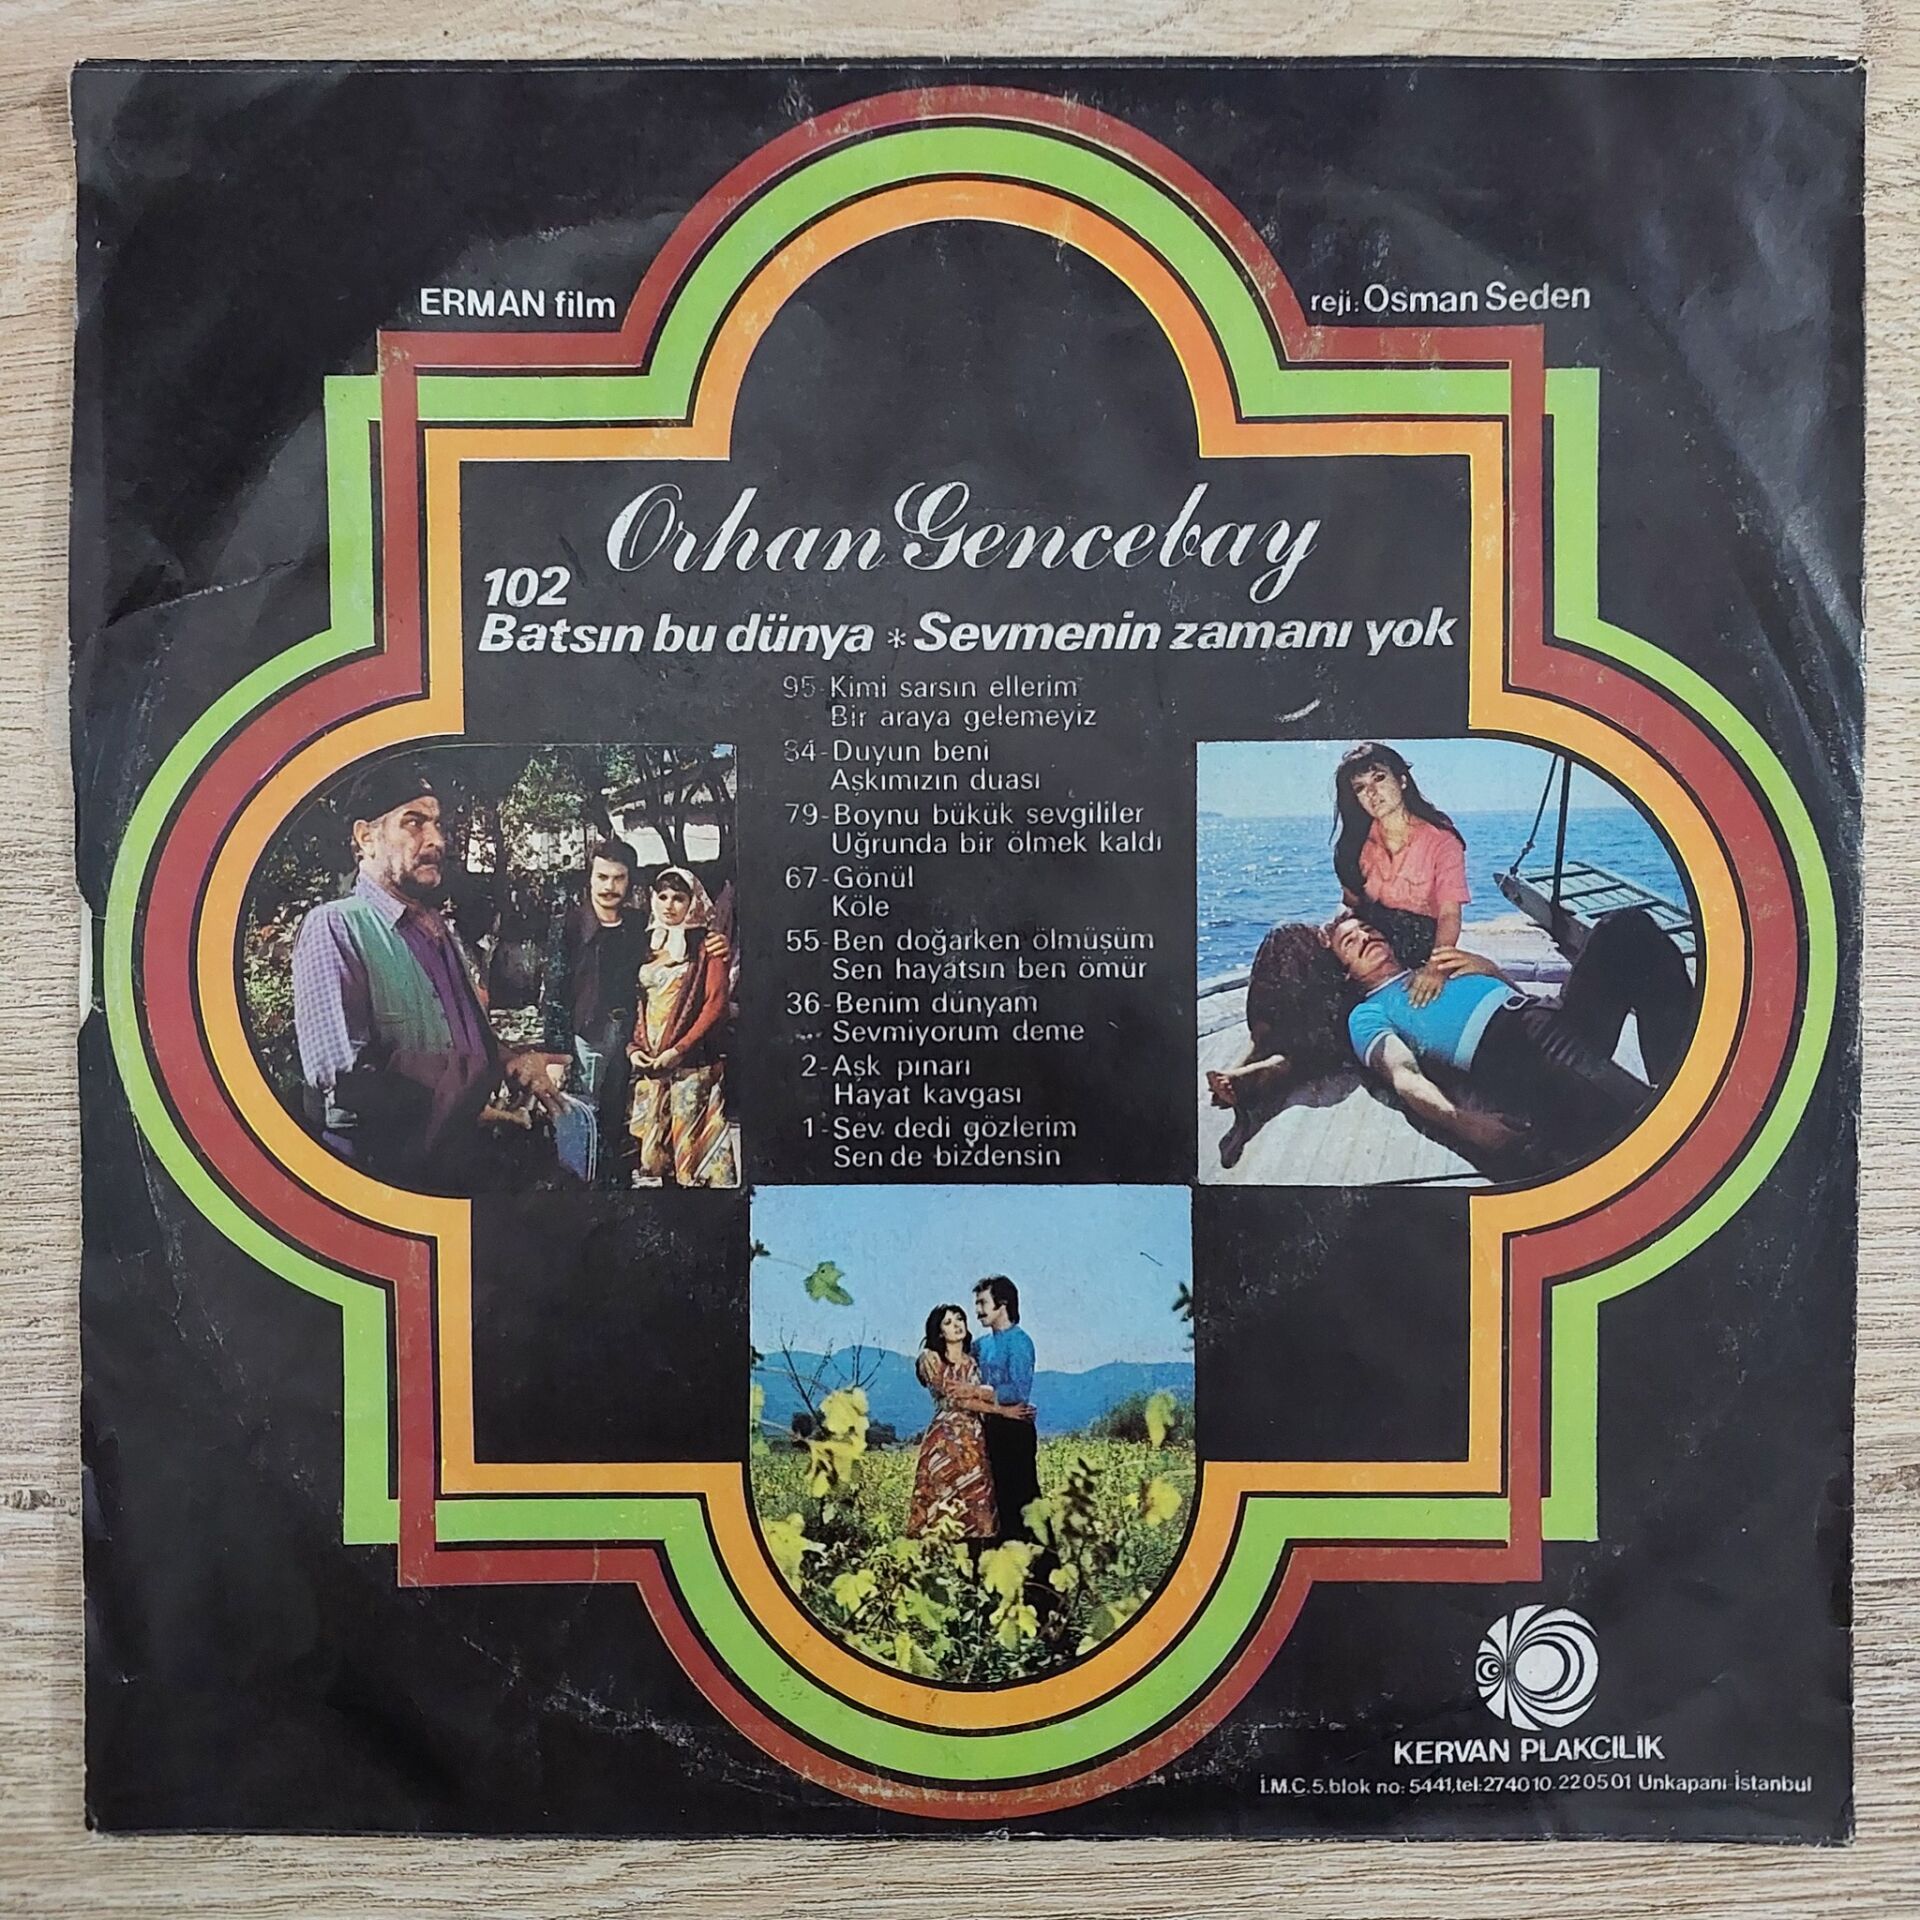 ERMAN film
reji: Osman Seden
Orhan Gencebay
102
Batsın bu dünya * Sevmenin zamanı yok
95-Kimi sarsın ellerim
Bir araya gelemeyiz
84-Duyun beni
Aşkımızın duası
79-Boynu bükük sevgililer
Uğrunda bir ölmek kaldı
67-Gönül
Köle
55-Ben doğarken ölmüşüm
Sen hayatsın ben ömür
36-Benim dünyam
Sevmiyorum deme
2-Aşk pınarı
Hayat kavgası
1-Sev dedi gözlerim
Sen de bizdensin
KERVAN PLAKCILIK
İ.M.Ç.5.blok no: 5441,tel:274010-220501 Unkapanı-İstanbul